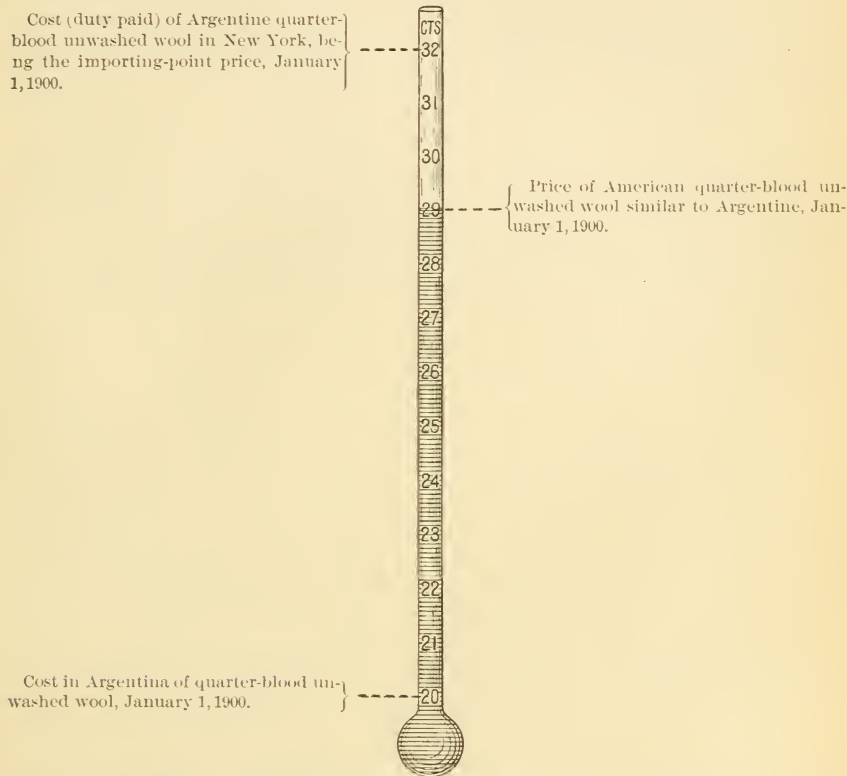 Cost (duty paid) of Argentine quarter-
blood unwashed wool in New York, be-
ng the importing-point price, January
1, 1900.
CTS
32
31
30
29
Price of American quarter-blood un-
washed wool similar to Argentine, Jan-
uary 1, 1900.
28
27
26
25
24
23
22
21
20
Cost in Argentina of quarter-blood un-
washed wool, January 1, 1900.